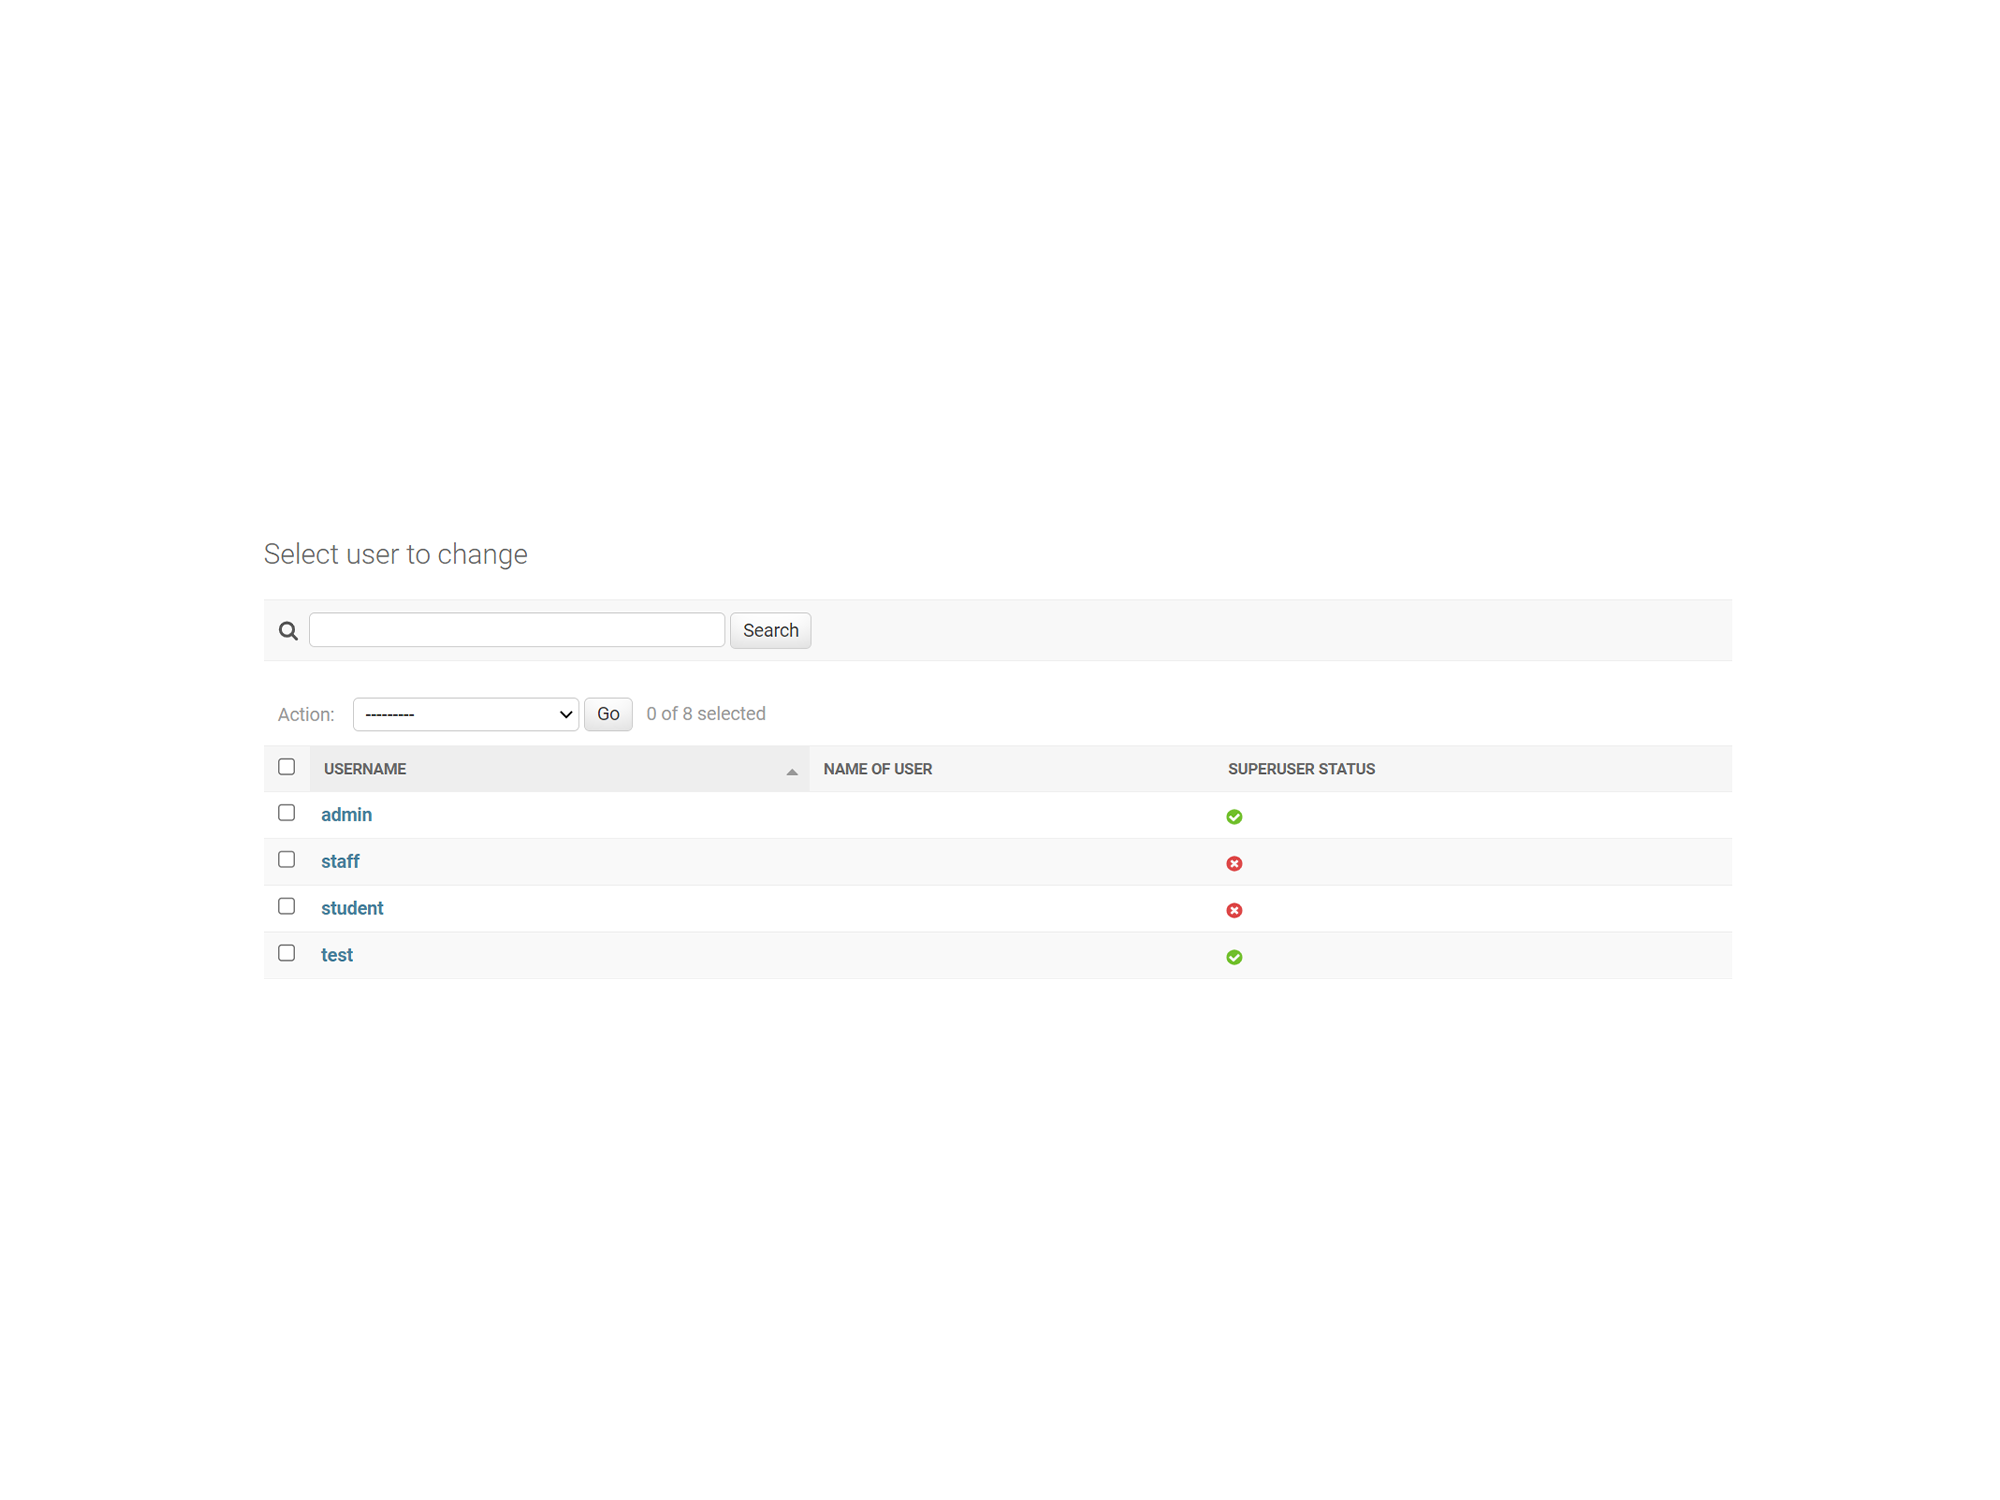 Select user to change
Search
Action: --------- Go 0 of 8 selected
USERNAME NAME OF USER SUPERUSER STATUS
admin
staff
student
test